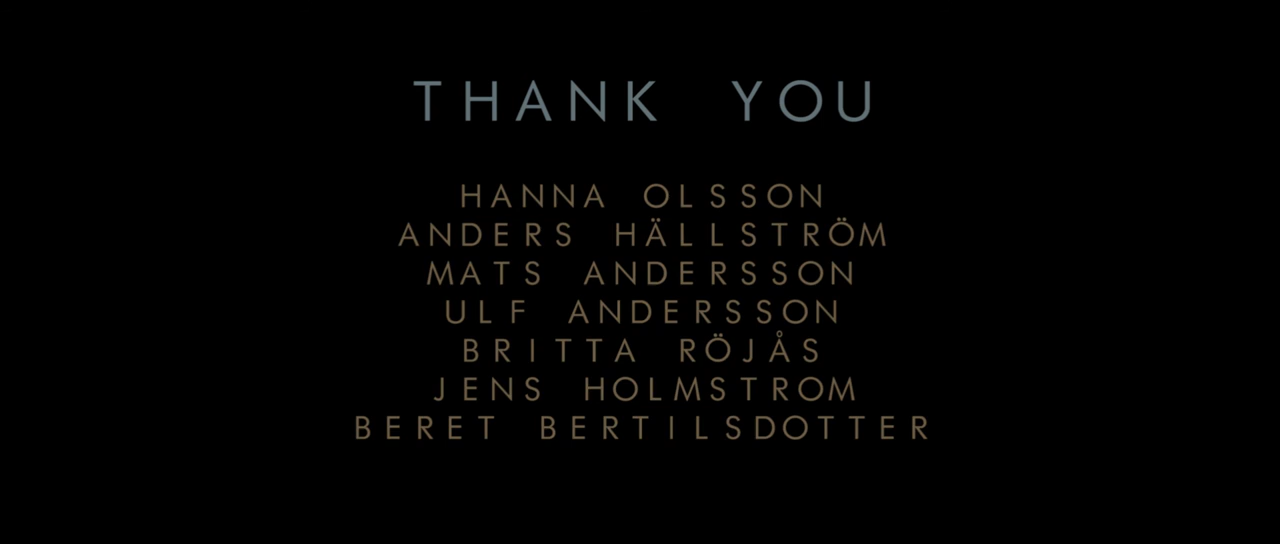 THANK YOU
HANNA OLSSON
ANDERS HÄLLSTRÖM
MATS ANDERSSON
ULF ANDERSSON
BRITTA RÖJÅS
JENS HOLMSTROM
BERET BERTILSDOTTER